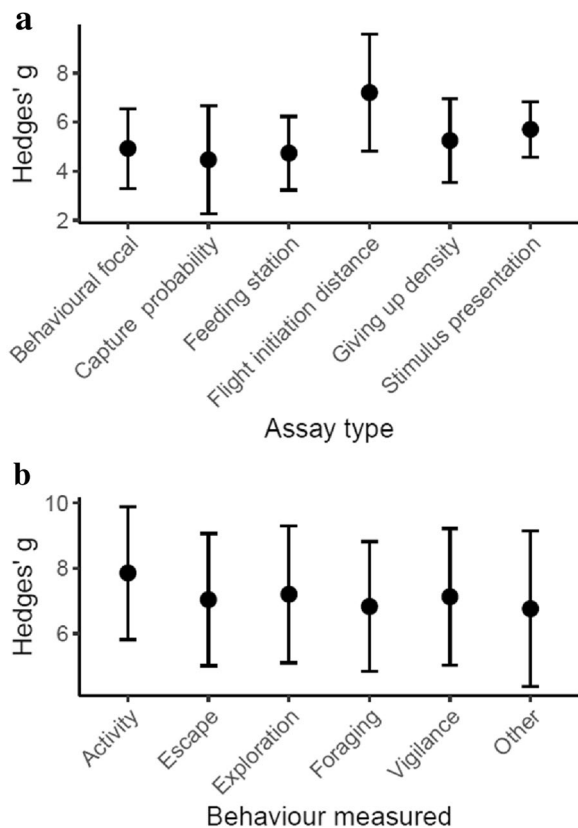 a
Hedges' g
8
6
4
2
Behavioural focal
Capture probability
Feeding station
Flight initiation distance
Giving up density
Stimulus presentation
Assay type
b
Hedges' g
10
8
6
Activity
Escape
Exploration
Foraging
Vigilance
Other
Behaviour measured